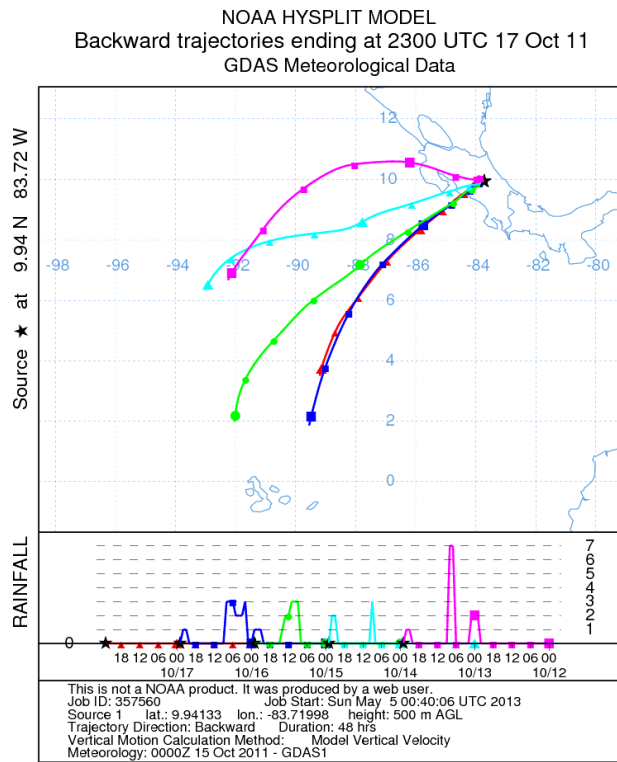 NOAA HYSPLIT MODEL
Backward trajectories ending at 2300 UTC 17 Oct 11
GDAS Meteorological Data
Source ★ at 9.94 N 83.72 W
12
10
8
-98 -96 -94 -92 -90 -88 -86 -84 -82 -80
6
4
2
0
RAINFALL
7
6
5
4
3
2
1
0
18 12 06 00 18 12 06 00 18 12 06 00 18 12 06 00 18 12 06 00 18 12 06 00
10/17 10/16 10/15 10/14 10/13 10/12
This is not a NOAA product. It was produced by a web user.
Job ID: 357560 Job Start: Sun May 5 00:40:06 UTC 2013
Source 1 lat.: 9.94133 lon.: -83.71998 height: 500 m AGL
Trajectory Direction: Backward Duration: 48 hrs
Vertical Motion Calculation Method: Model Vertical Velocity
Meteorology: 0000Z 15 Oct 2011 - GDAS1